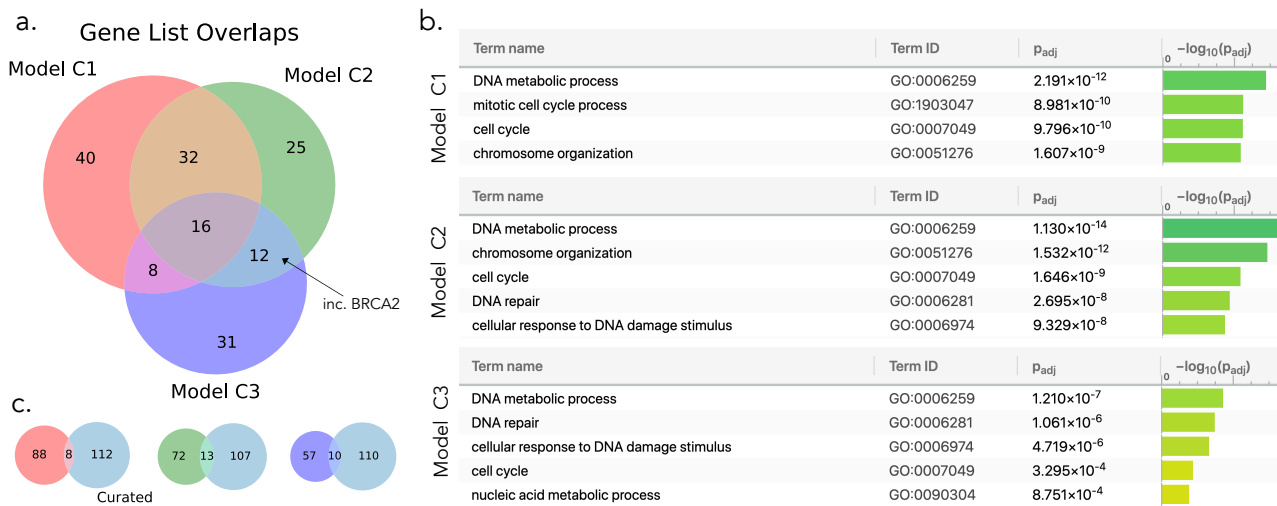 a.
Gene List Overlaps
Model C1
Model C2
40
32
25
16
8
12
inc. BRCA2
31
Model C3
b.
Model C1
Term name Term ID p_adj −log10(p_adj)
0
DNA metabolic process GO:0006259 2.191×10⁻¹²
mitotic cell cycle process GO:1903047 8.981×10⁻¹⁰
cell cycle GO:0007049 9.796×10⁻¹⁰
chromosome organization GO:0051276 1.607×10⁻⁹
Model C2
Term name Term ID p_adj −log10(p_adj)
0
DNA metabolic process GO:0006259 1.130×10⁻¹⁴
chromosome organization GO:0051276 1.532×10⁻¹²
cell cycle GO:0007049 1.646×10⁻⁹
DNA repair GO:0006281 2.695×10⁻⁸
cellular response to DNA damage stimulus GO:0006974 9.329×10⁻⁸
Model C3
Term name Term ID p_adj −log10(p_adj)
0
DNA metabolic process GO:0006259 1.210×10⁻⁷
DNA repair GO:0006281 1.061×10⁻⁶
cellular response to DNA damage stimulus GO:0006974 4.719×10⁻⁶
cell cycle GO:0007049 3.295×10⁻⁴
nucleic acid metabolic process GO:0090304 8.751×10⁻⁴
c.
88 8 112
72 13 107
57 10 110
Curated